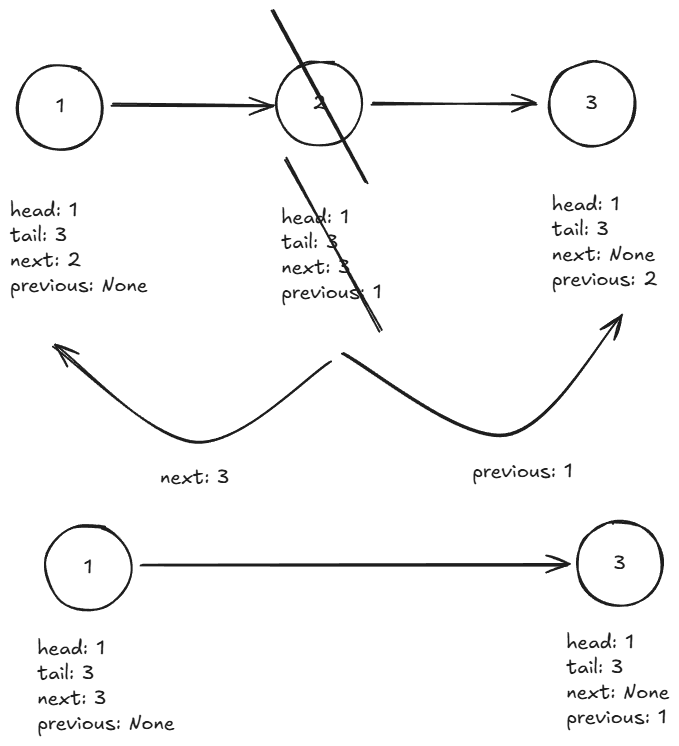 1
2
3
head: 1
tail: 3
next: 2
previous: None
head: 1
tail: 3
next: 3
previous: 1
head: 1
tail: 3
next: None
previous: 2
next: 3
previous: 1
1
3
head: 1
tail: 3
next: 3
previous: None
head: 1
tail: 3
next: None
previous: 1